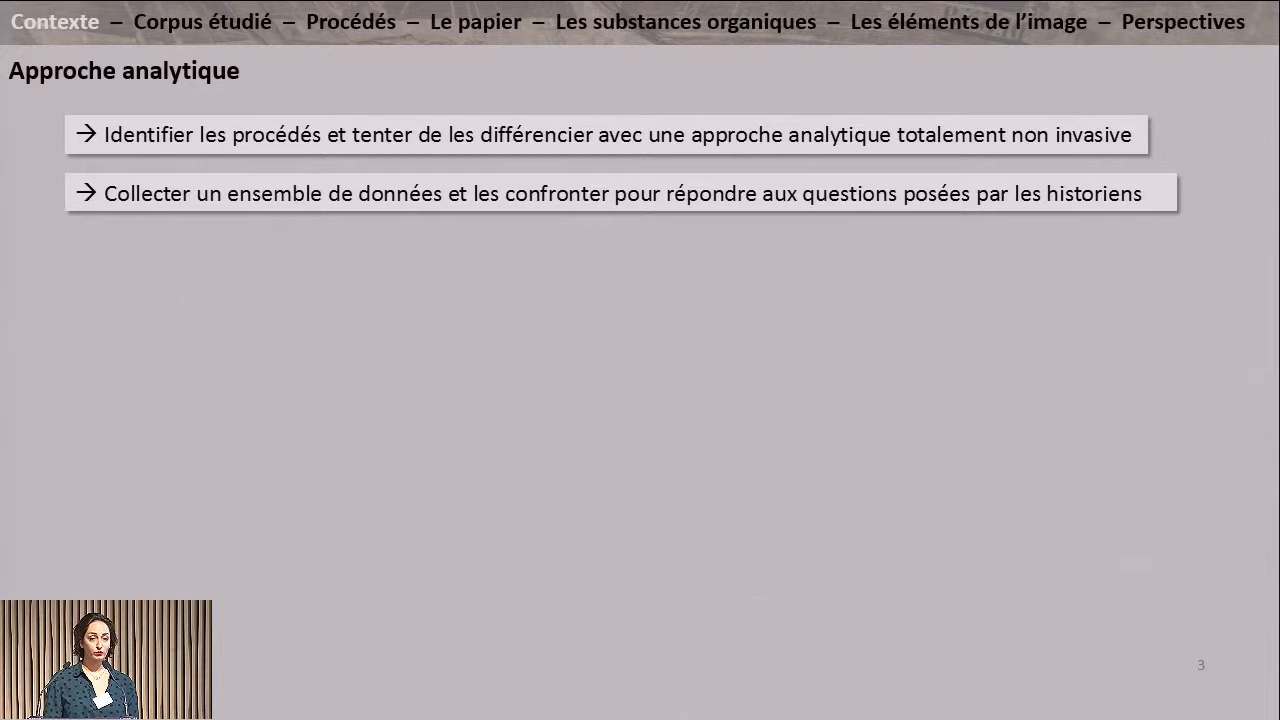 Contexte – Corpus étudié – Procédés – Le papier – Les substances organiques – Les éléments de l'image – Perspectives
Approche analytique
→ Identifier les procédés et tenter de les différencier avec une approche analytique totalement non invasive
→ Collecter un ensemble de données et les confronter pour répondre aux questions posées par les historiens
3